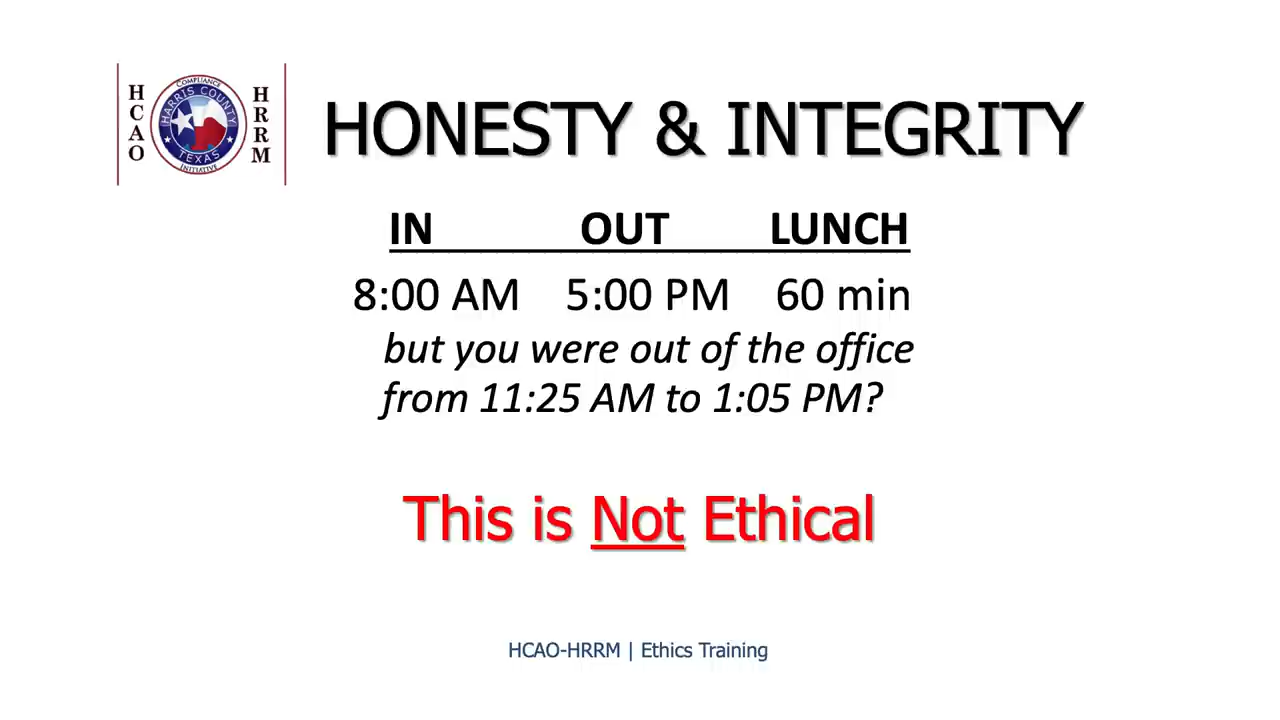 HCAO
COMPLIANCE
HARRIS COUNTY
TEXAS
INITIATIVE
HRRM
HONESTY & INTEGRITY
IN OUT LUNCH
8:00 AM 5:00 PM 60 min
but you were out of the office
from 11:25 AM to 1:05 PM?
This is Not Ethical
HCAO-HRRM | Ethics Training